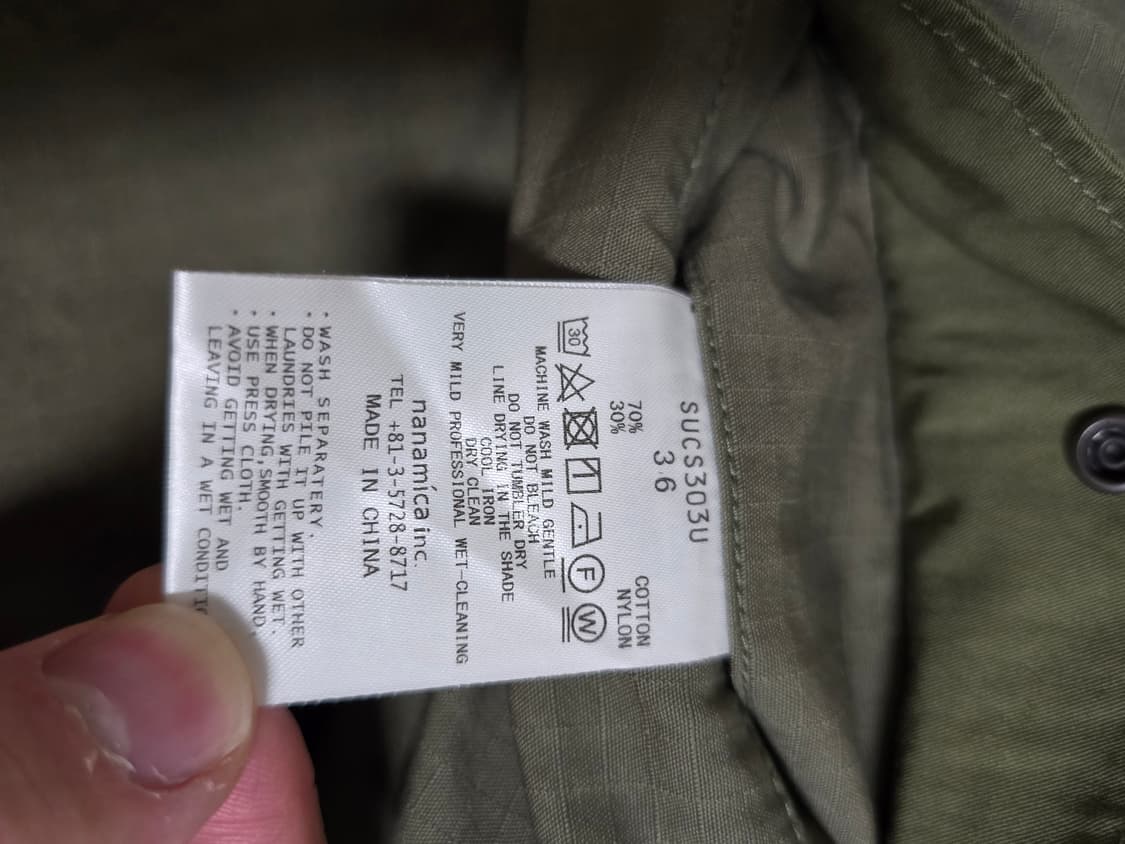 SUCS303U
36
70% COTTON
30% NYLON
30 F W
MACHINE WASH MILD GENTLE
DO NOT BLEACH
DO NOT TUMBLER DRY
LINE DRYING IN THE SHADE
COOL IRON
DRY CLEAN
VERY MILD PROFESSIONAL WET-CLEANING
nanamíca inc.
TEL +81-3-5728-8717
MADE IN CHINA
・WASH SEPARATERY.
・DO NOT PILE IT UP WITH OTHER
LAUNDRIES WITH GETTING WET.
・WHEN DRYING,SMOOTH BY HAND,
・USE PRESS CLOTH.
・AVOID GETTING WET AND
LEAVING IN A WET